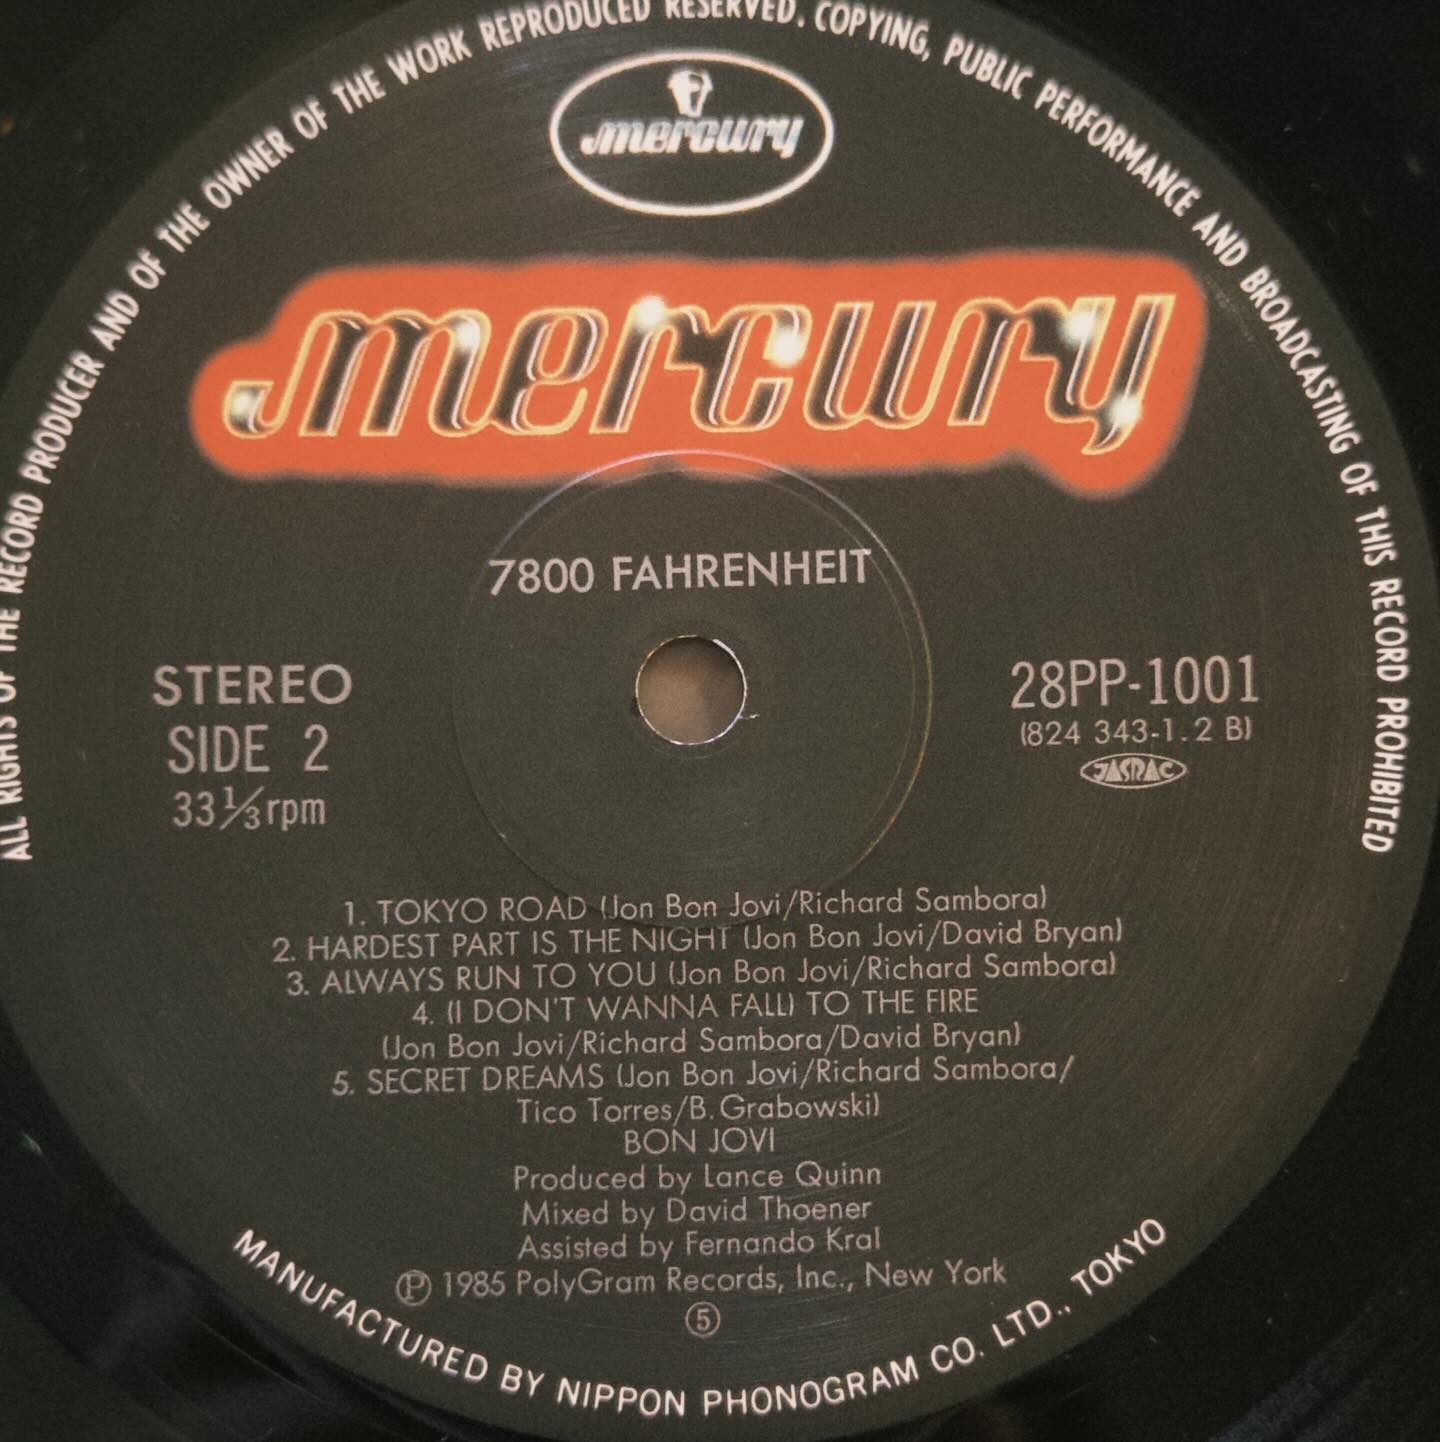 ALL RIGHTS OF THE RECORD PRODUCER AND OF THE OWNER OF THE WORK REPRODUCED RESERVED. COPYING, PUBLIC PERFORMANCE AND BROADCASTING OF THIS RECORD PROHIBITED
mercury
mercury
7800 FAHRENHEIT
STEREO
SIDE 2
33 1/3 rpm
28PP-1001
(824 343-1.2 B)
JASRAC
1. TOKYO ROAD (Jon Bon Jovi/Richard Sambora)
2. HARDEST PART IS THE NIGHT (Jon Bon Jovi/David Bryan)
3. ALWAYS RUN TO YOU (Jon Bon Jovi/Richard Sambora)
4. (I DON'T WANNA FALL) TO THE FIRE
(Jon Bon Jovi/Richard Sambora/David Bryan)
5. SECRET DREAMS (Jon Bon Jovi/Richard Sambora/
Tico Torres/B. Grabowski)
BON JOVI
Produced by Lance Quinn
Mixed by David Thoener
Assisted by Fernando Kral
Ⓟ 1985 PolyGram Records, Inc., New York
⑤
MANUFACTURED BY NIPPON PHONOGRAM CO. LTD., TOKYO